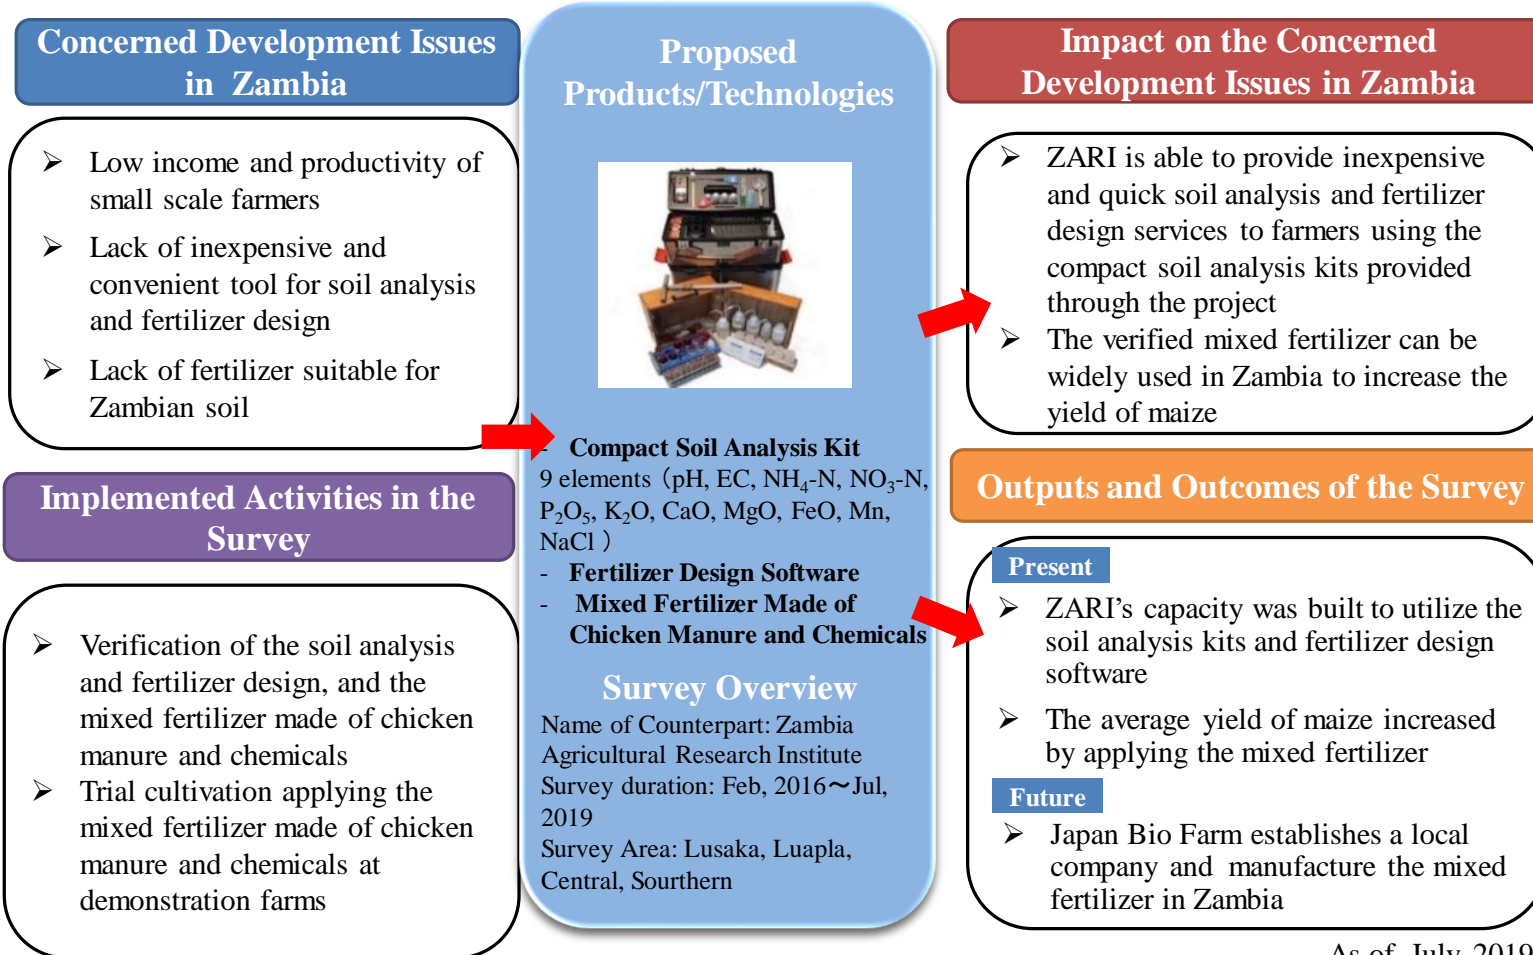 Concerned Development Issues
in Zambia
➢ Low income and productivity of
small scale farmers
➢ Lack of inexpensive and
convenient tool for soil analysis
and fertilizer design
➢ Lack of fertilizer suitable for
Zambian soil
Implemented Activities in the
Survey
➢ Verification of the soil analysis
and fertilizer design, and the
mixed fertilizer made of chicken
manure and chemicals
➢ Trial cultivation applying the
mixed fertilizer made of chicken
manure and chemicals at
demonstration farms
Proposed
Products/Technologies
- Compact Soil Analysis Kit
9 elements（pH, EC, NH₄-N, NO₃-N,
P₂O₅, K₂O, CaO, MgO, FeO, Mn,
NaCl ）
- Fertilizer Design Software
- Mixed Fertilizer Made of
Chicken Manure and Chemicals
Survey Overview
Name of Counterpart: Zambia
Agricultural Research Institute
Survey duration: Feb, 2016～Jul,
2019
Survey Area: Lusaka, Luapla,
Central, Sourthern
Impact on the Concerned
Development Issues in Zambia
➢ ZARI is able to provide inexpensive
and quick soil analysis and fertilizer
design services to farmers using the
compact soil analysis kits provided
through the project
➢ The verified mixed fertilizer can be
widely used in Zambia to increase the
yield of maize
Outputs and Outcomes of the Survey
Present
➢ ZARI’s capacity was built to utilize the
soil analysis kits and fertilizer design
software
➢ The average yield of maize increased
by applying the mixed fertilizer
Future
➢ Japan Bio Farm establishes a local
company and manufacture the mixed
fertilizer in Zambia
As of July, 2019